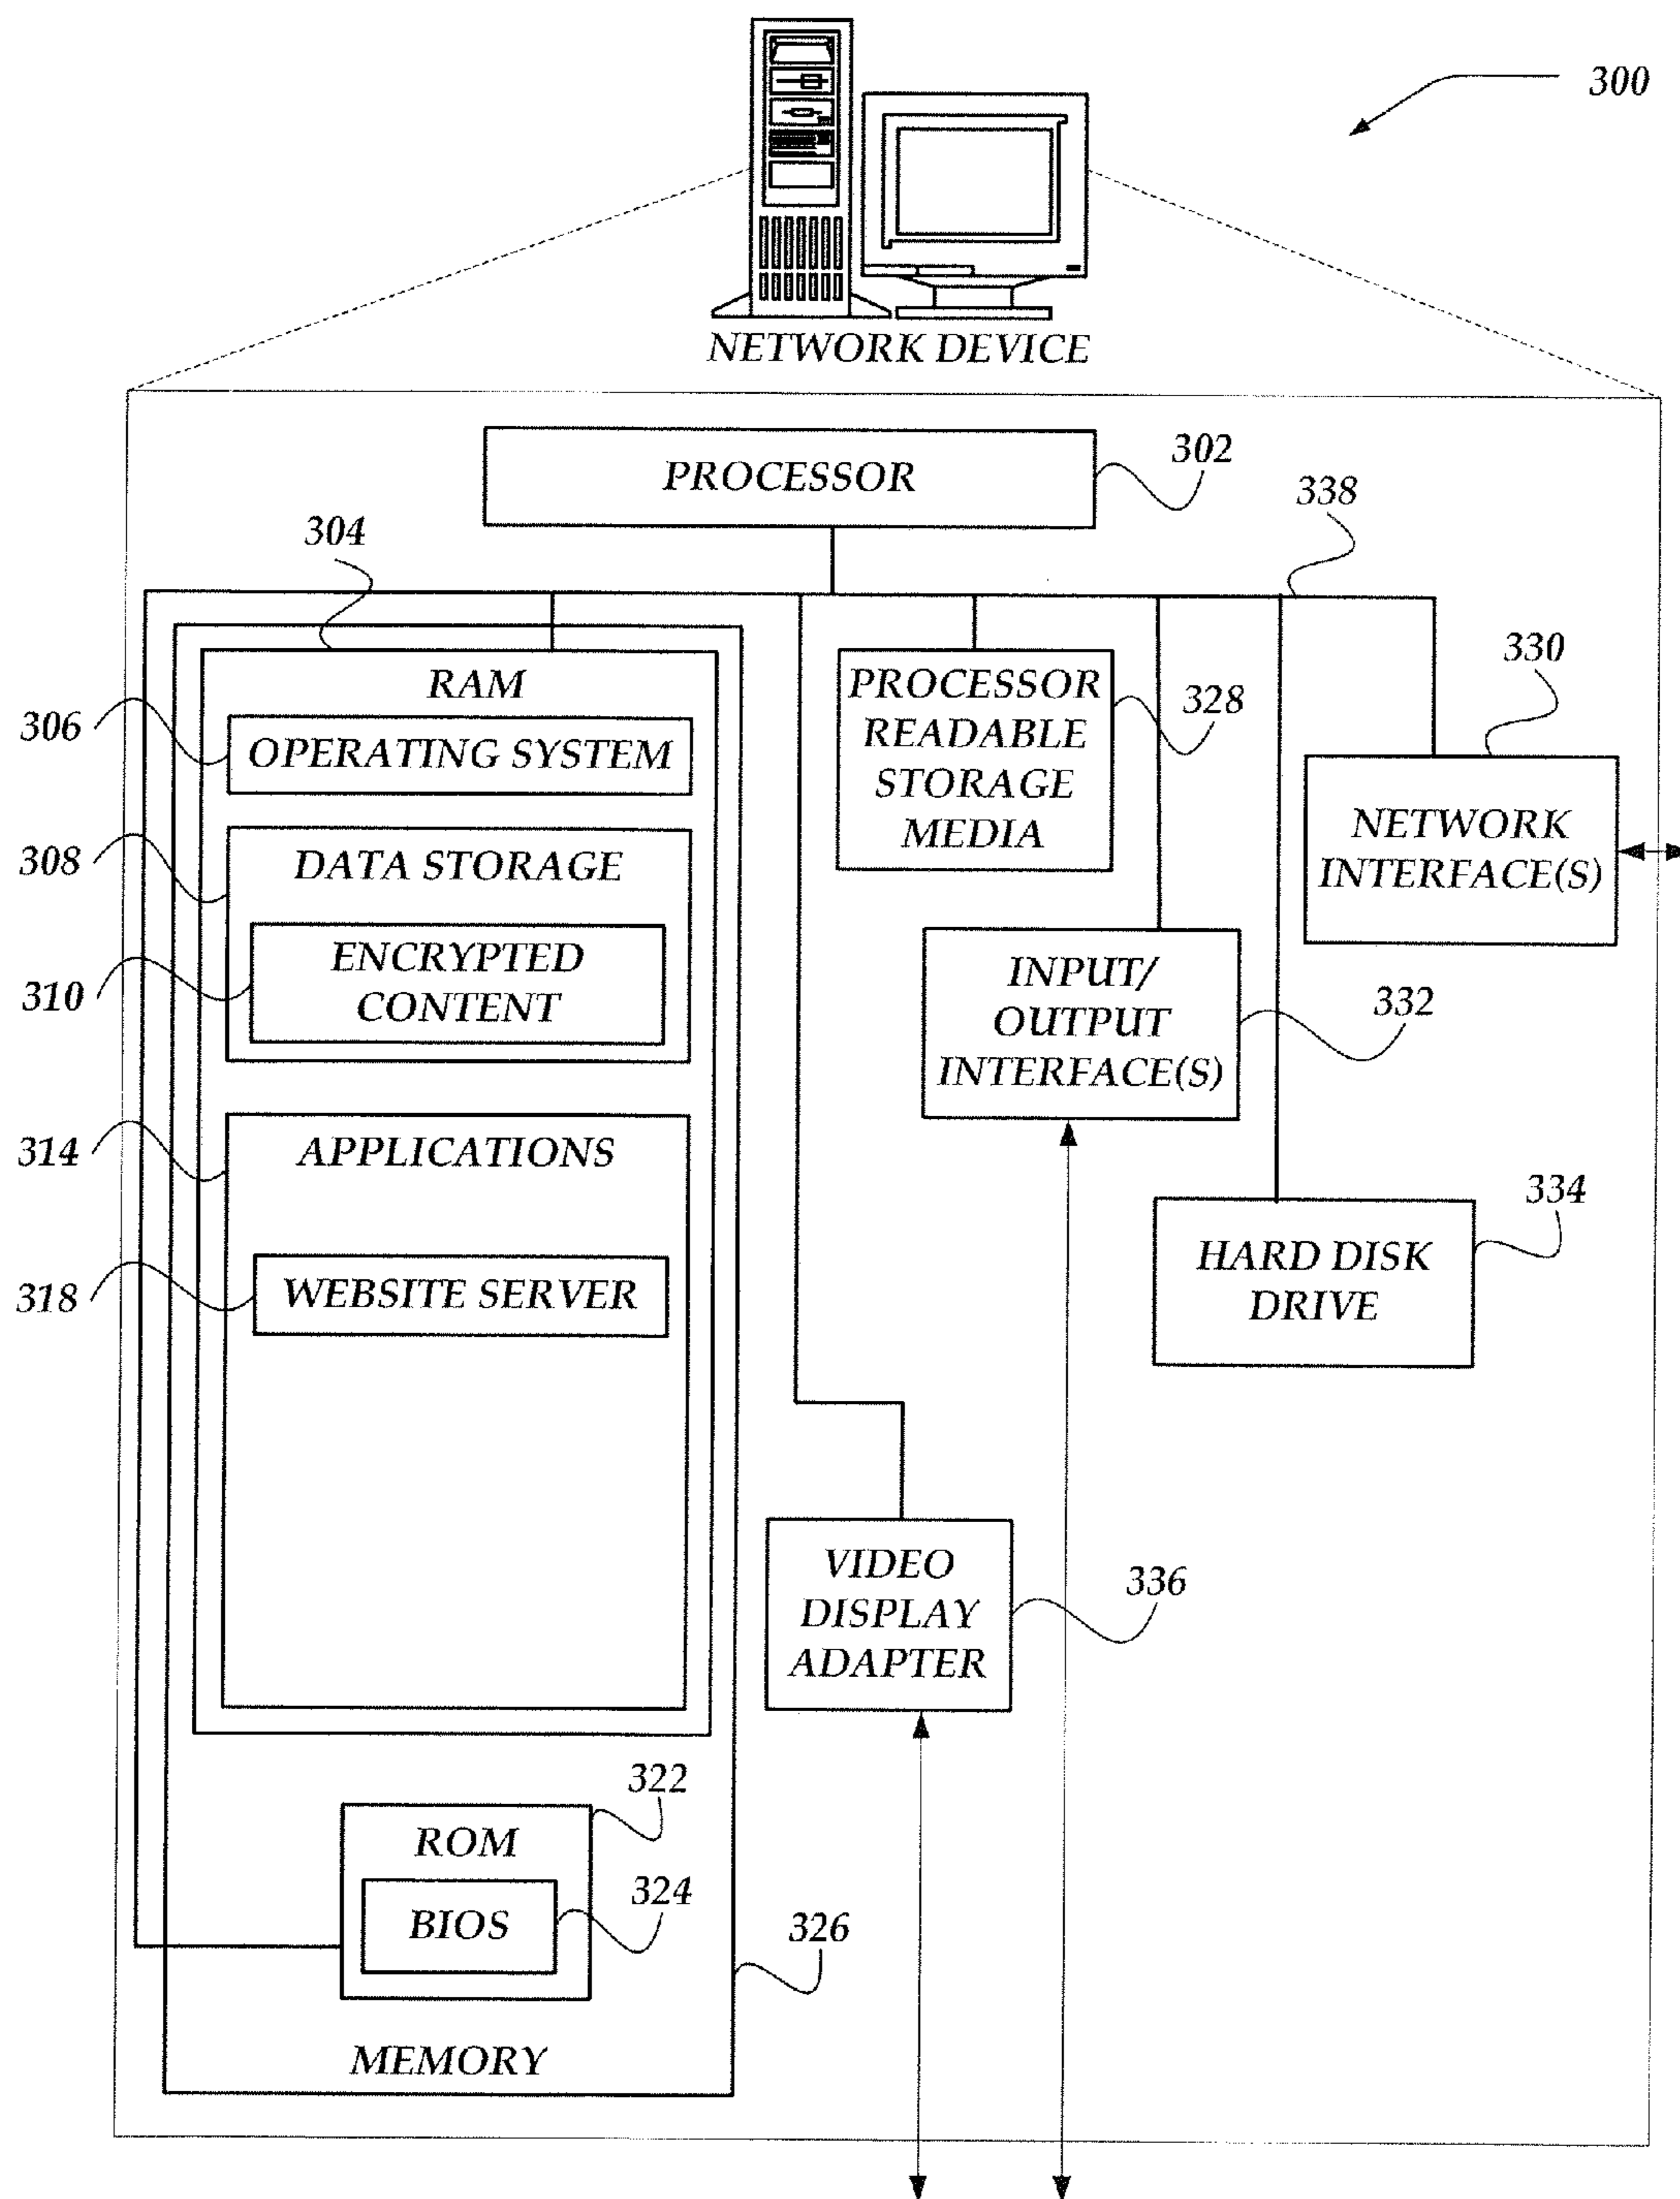 300
NETWORK DEVICE
PROCESSOR
302
338
304
RAM
306
OPERATING SYSTEM
308
DATA STORAGE
310
ENCRYPTED
CONTENT
314
APPLICATIONS
318
WEBSITE SERVER
PROCESSOR
READABLE
STORAGE
MEDIA
328
330
NETWORK
INTERFACE(S)
INPUT/
OUTPUT
INTERFACE(S)
332
334
HARD DISK
DRIVE
VIDEO
DISPLAY
ADAPTER
336
322
ROM
324
BIOS
326
MEMORY